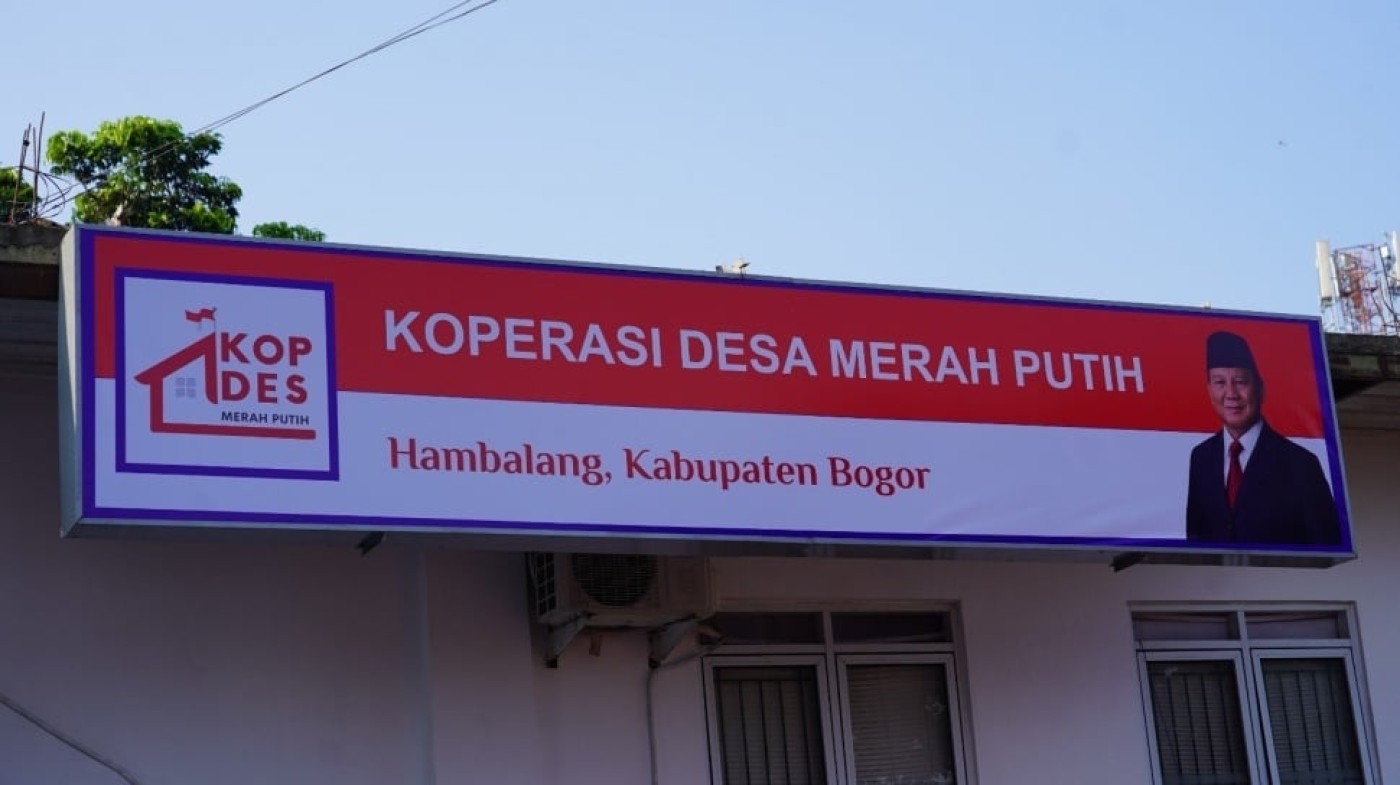 KOP
DES
MERAH PUTIH
KOPERASI DESA MERAH PUTIH
Hambalang, Kabupaten Bogor